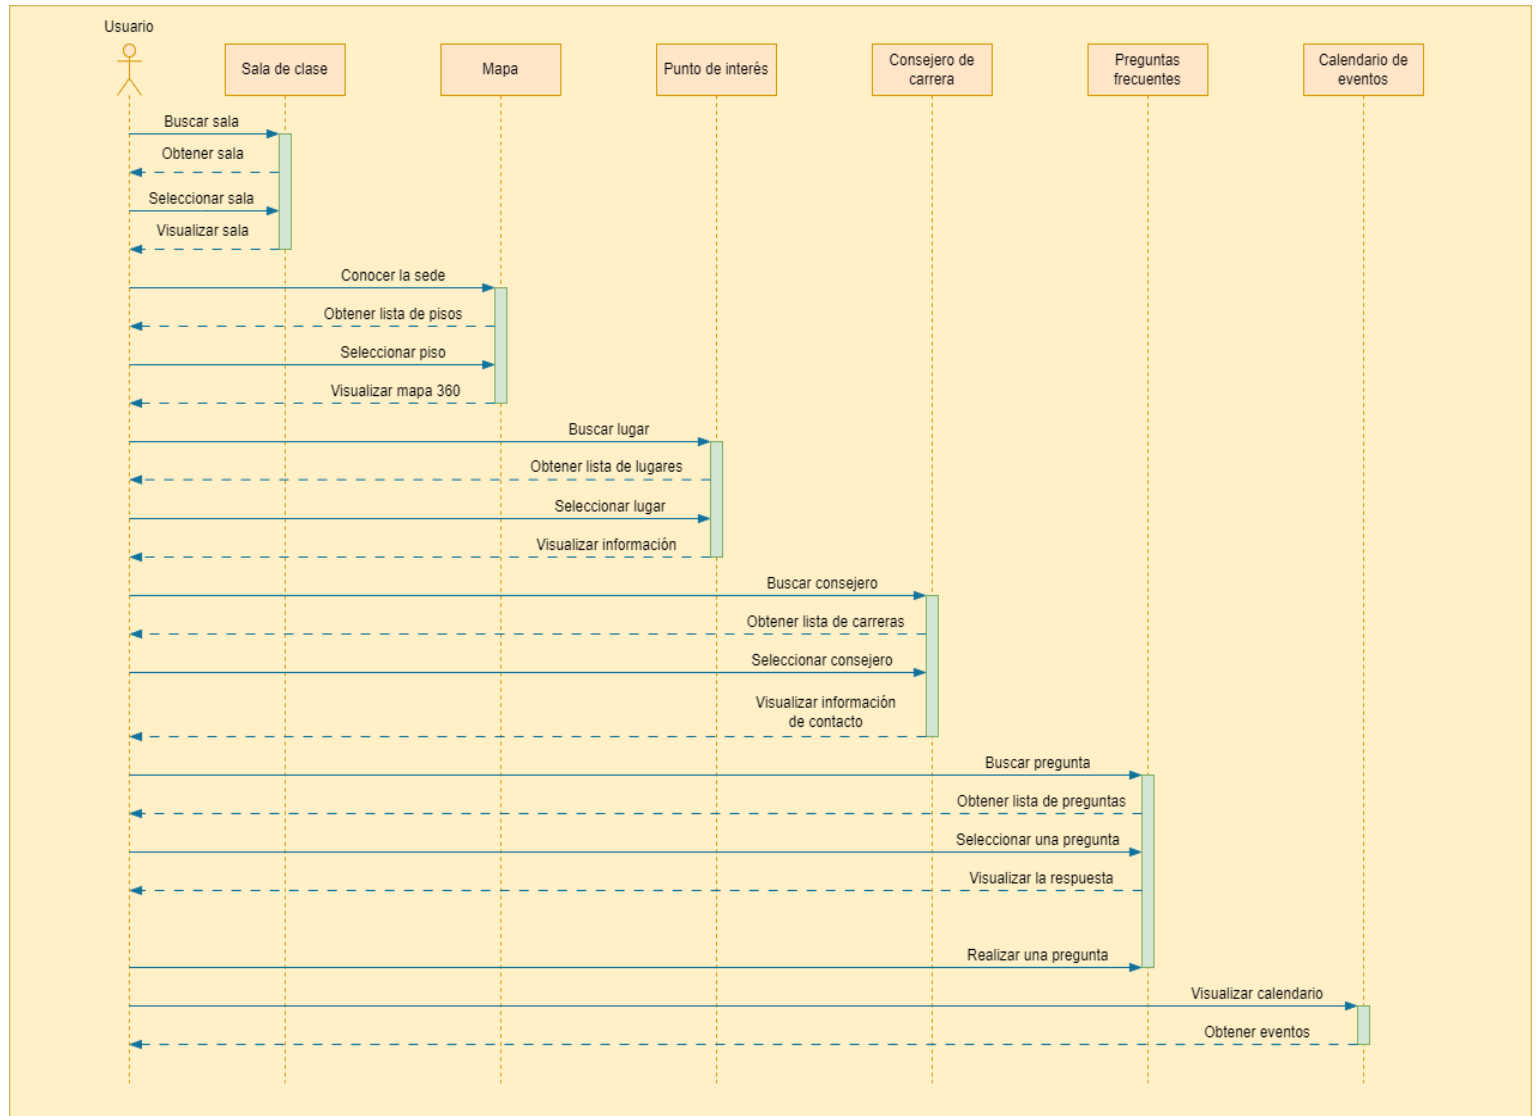 Usuario
Sala de clase
Mapa
Punto de interés
Consejero de
carrera
Preguntas
frecuentes
Calendario de
eventos
Buscar sala
Obtener sala
Seleccionar sala
Visualizar sala
Conocer la sede
Obtener lista de pisos
Seleccionar piso
Visualizar mapa 360
Buscar lugar
Obtener lista de lugares
Seleccionar lugar
Visualizar información
Buscar consejero
Obtener lista de carreras
Seleccionar consejero
Visualizar información
de contacto
Buscar pregunta
Obtener lista de preguntas
Seleccionar una pregunta
Visualizar la respuesta
Realizar una pregunta
Visualizar calendario
Obtener eventos